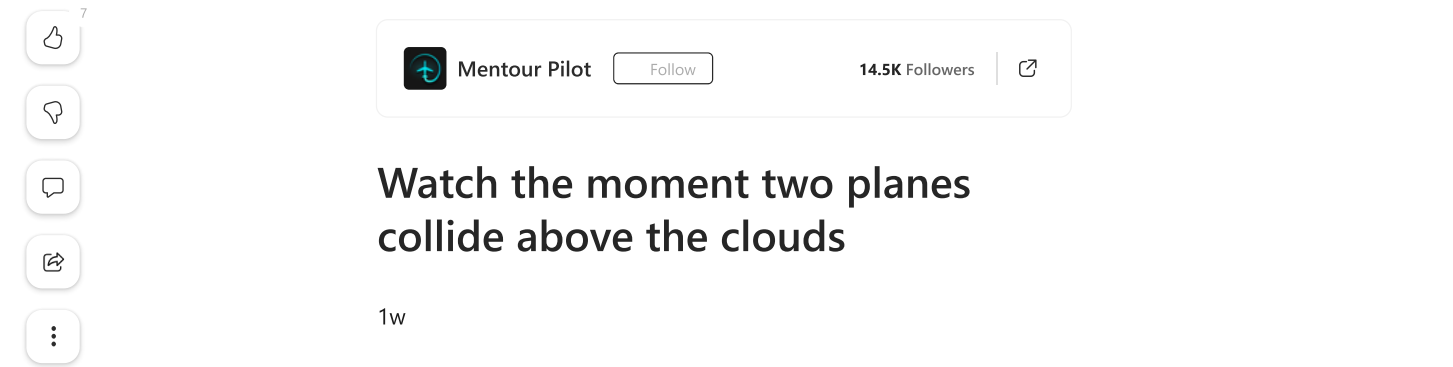 7
Mentour Pilot
Follow
14.5K Followers
Watch the moment two planes
collide above the clouds
1w